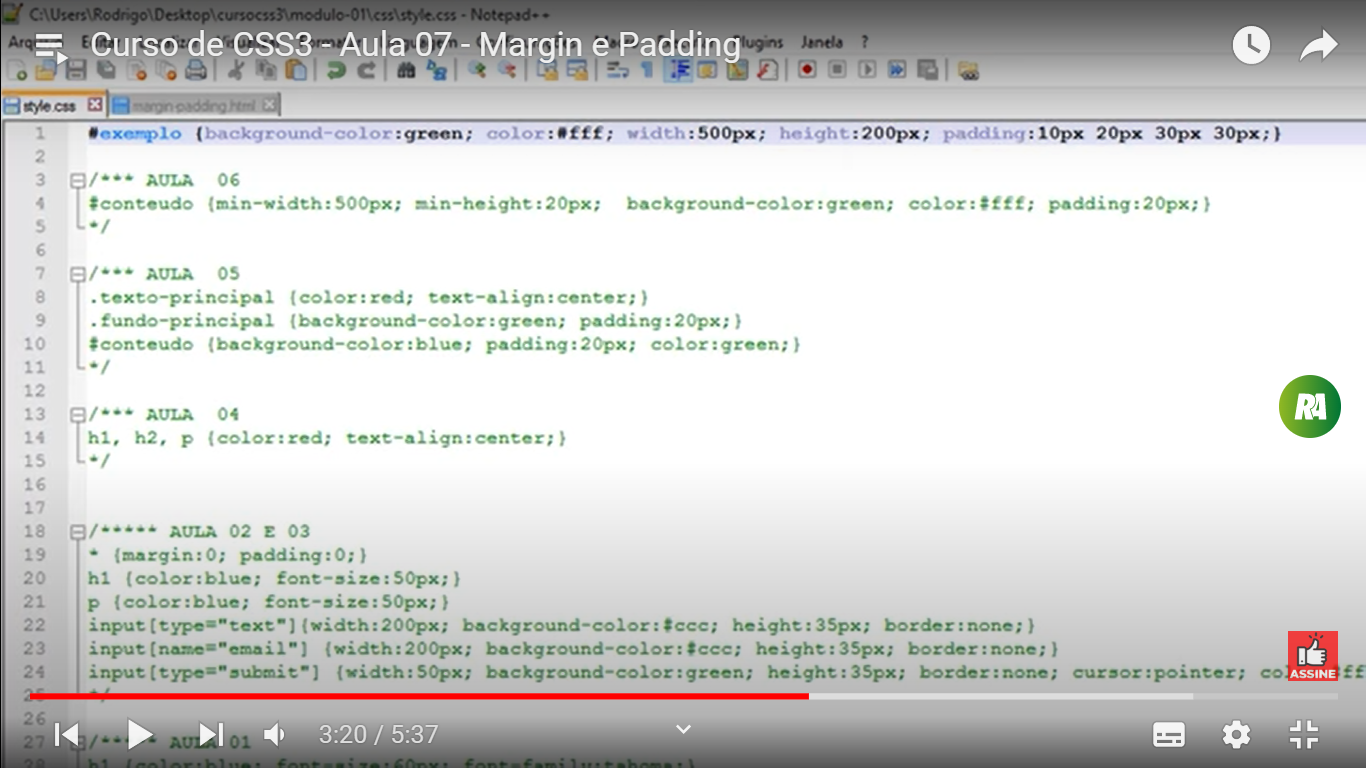 C:\Users\Rodrigo\Desktop\cursocss3\modulo-01\css\style.css - Notepad++
Curso de CSS3 - Aula 07 - Margin e Padding
Plugins Janela ?
style.css margin-padding.html
1 #exemplo {background-color:green; color:#fff; width:500px; height:200px; padding:10px 20px 30px 30px;}
2
3 /*** AULA 06
4 #conteudo {min-width:500px; min-height:20px; background-color:green; color:#fff; padding:20px;}
5 */
6
7 /*** AULA 05
8 .texto-principal {color:red; text-align:center;}
9 .fundo-principal {background-color:green; padding:20px;}
10 #conteudo {background-color:blue; padding:20px; color:green;}
11 */
12
13 /*** AULA 04
14 h1, h2, p {color:red; text-align:center;}
15 */
16
17
18 /***** AULA 02 E 03
19 * {margin:0; padding:0;}
20 h1 {color:blue; font-size:50px;}
21 p {color:blue; font-size:50px;}
22 input[type="text"]{width:200px; background-color:#ccc; height:35px; border:none;}
23 input[name="email"] {width:200px; background-color:#ccc; height:35px; border:none;}
24 input[type="submit"] {width:50px; background-color:green; height:35px; border:none; cursor:pointer;
25 */
26
27 AULA 01
28 h1 {color:blue; font-size:60px; font-family:tahoma;}
RA
ASSINE
3:20 / 5:37